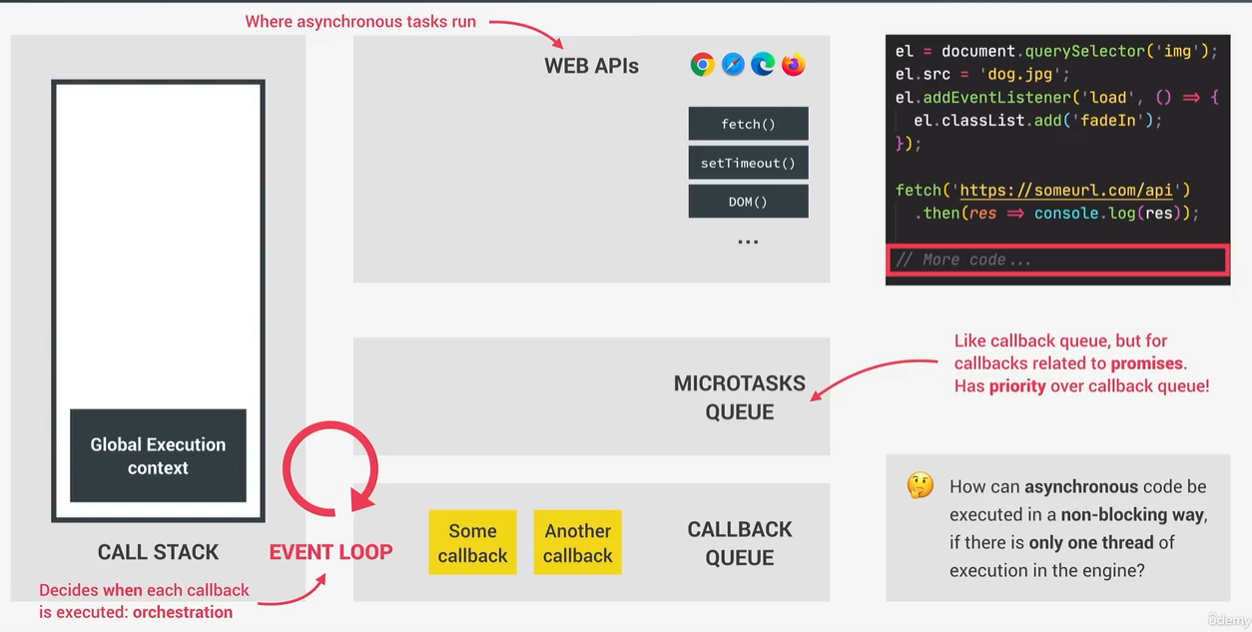 Where asynchronous tasks run
WEB APIs
fetch()
setTimeout()
DOM()
...
el = document.querySelector('img');
el.src = 'dog.jpg';
el.addEventListener('load', () => {
el.classList.add('fadeIn');
});
fetch('https://someurl.com/api')
.then(res => console.log(res));
// More code...
Global Execution
context
CALL STACK
EVENT LOOP
Decides when each callback
is executed: orchestration
MICROTASKS
QUEUE
Like callback queue, but for
callbacks related to promises.
Has priority over callback queue!
Some
callback
Another
callback
CALLBACK
QUEUE
How can asynchronous code be
executed in a non-blocking way,
if there is only one thread of
execution in the engine?
ûdemy